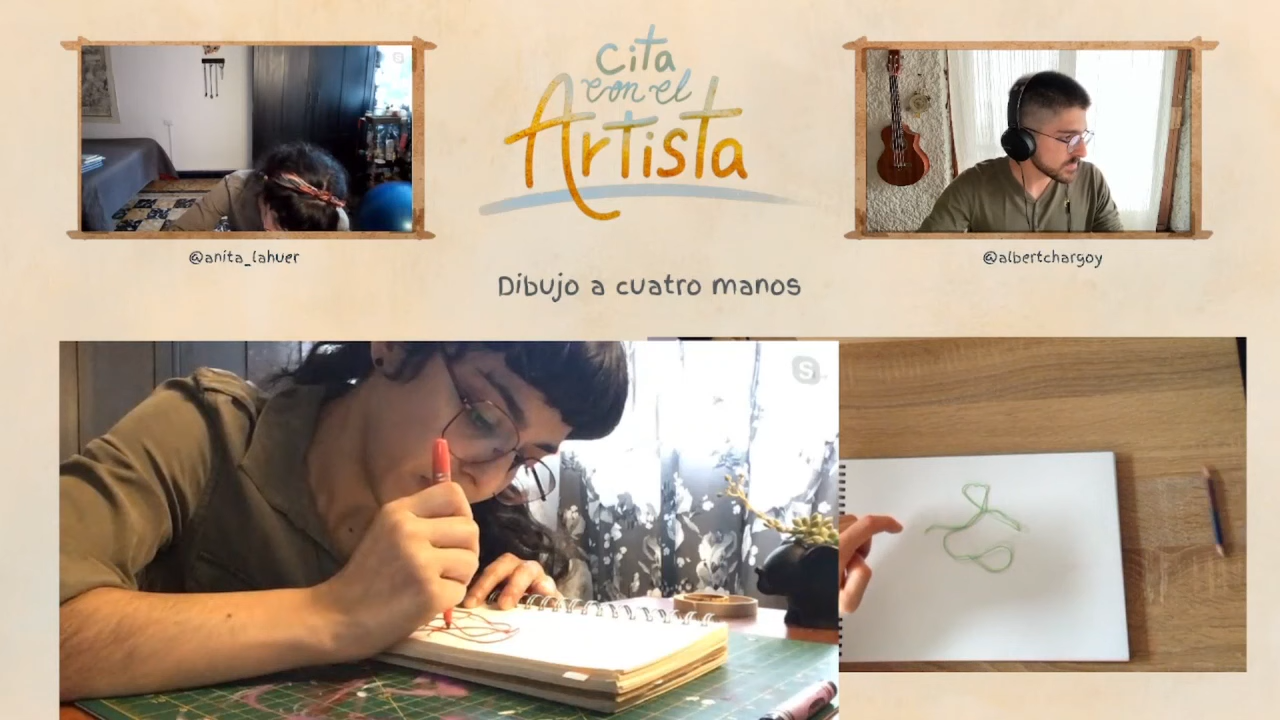 cita
con el
Artista
@anita_lahuer
@albertchargoy
Dibujo a cuatro manos
S